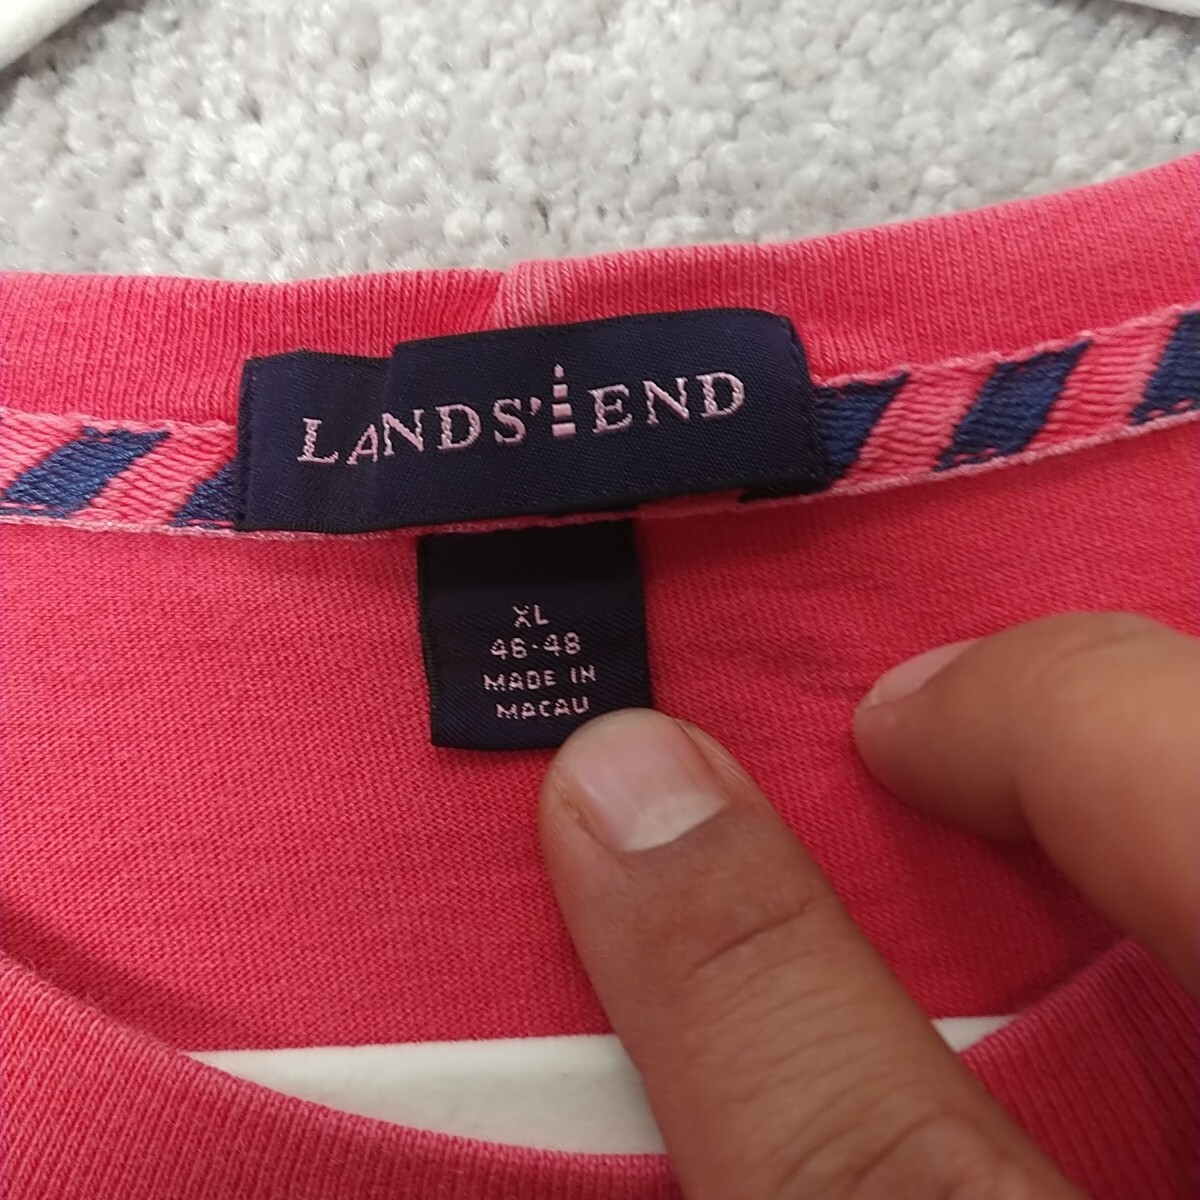 LANDS' END
XL
46-48
MADE IN
MACAU